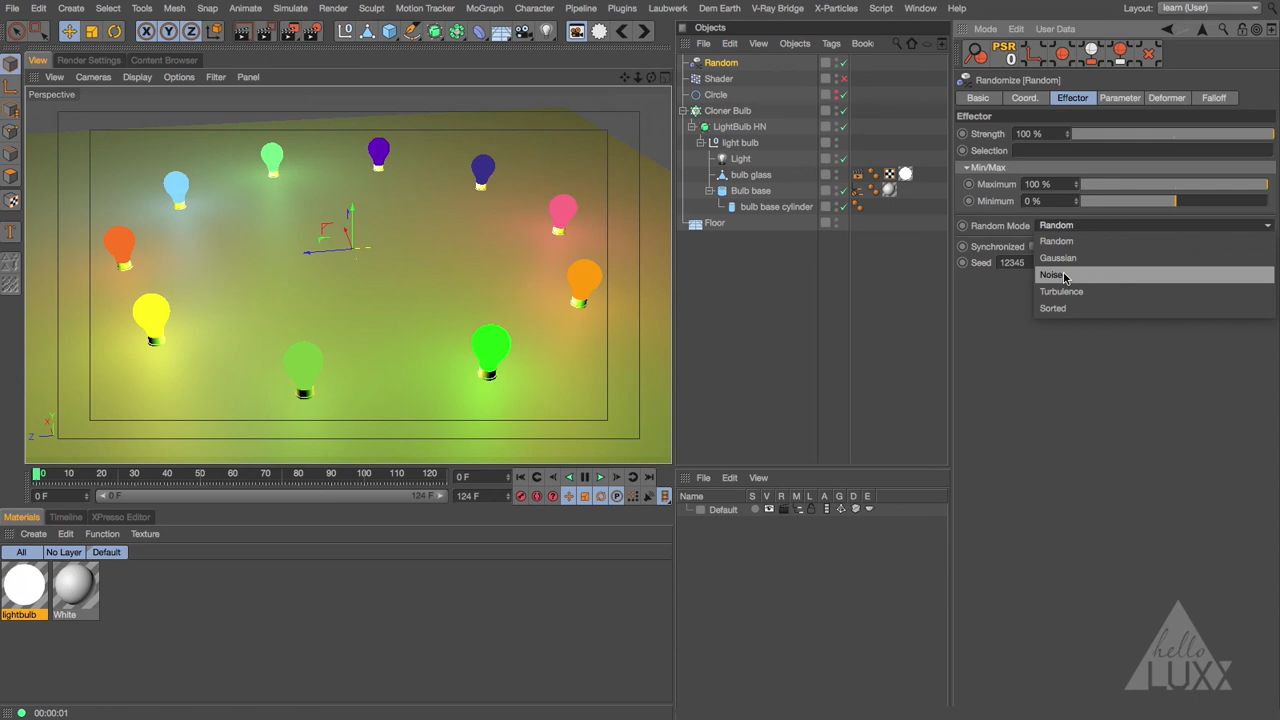 File Edit Create Select Tools Mesh Snap Animate Simulate Render Sculpt Motion Tracker MoGraph Character Pipeline Plugins Laubwerk Dem Earth V-Ray Bridge X-Particles Script Window Help Layout: learn (User)
View Render Settings Content Browser
View Cameras Display Options Filter Panel
Perspective
Y
X
Z
0 10 20 30 40 50 60 70 80 90 100 110 120 0 F
0 F 0 F 124 F 124 F
Materials Timeline XPresso Editor
Create Edit Function Texture
All No Layer Default
lightbulb White
00:00:01
Objects
File Edit View Objects Tags Book
Random
Shader
Circle
Cloner Bulb
LightBulb HN
light bulb
Light
bulb glass
Bulb base
bulb base cylinder
Floor
File Edit View
Name S V R M L A G D E
Default
Mode Edit User Data
PSR
0
Randomize [Random]
Basic Coord. Effector Parameter Deformer Falloff
Effector
Strength 100 %
Selection
Min/Max
Maximum 100 %
Minimum 0 %
Random Mode Random
Synchronized Random
Seed 12345 Gaussian
Noise
Turbulence
Sorted
hello
LUXX